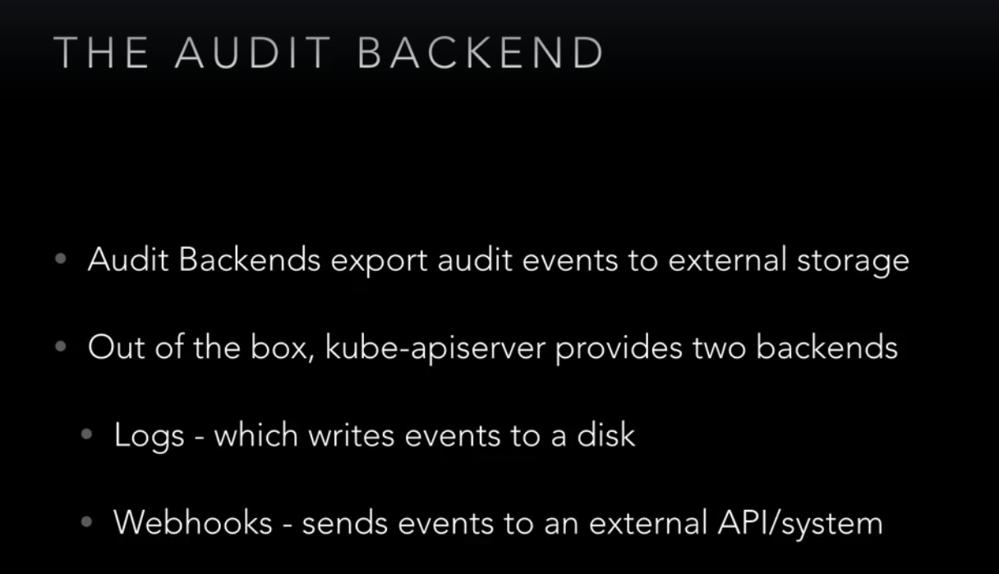 THE AUDIT BACKEND
• Audit Backends export audit events to external storage
• Out of the box, kube-apiserver provides two backends
• Logs - which writes events to a disk
• Webhooks - sends events to an external API/system